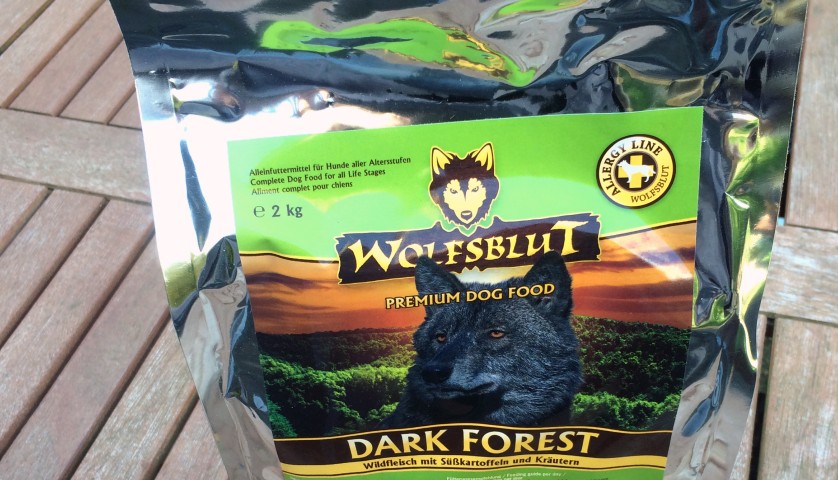 Alleinfuttermittel für Hunde aller Altersstufen
Complete Dog Food for all Life Stages
Aliment complet pour chiens
℮ 2 kg
ALLERGY LINE
WOLFSBLUT
WOLFSBLUT
PREMIUM DOG FOOD
DARK FOREST
Wildfleisch mit Süßkartoffeln und Kräutern